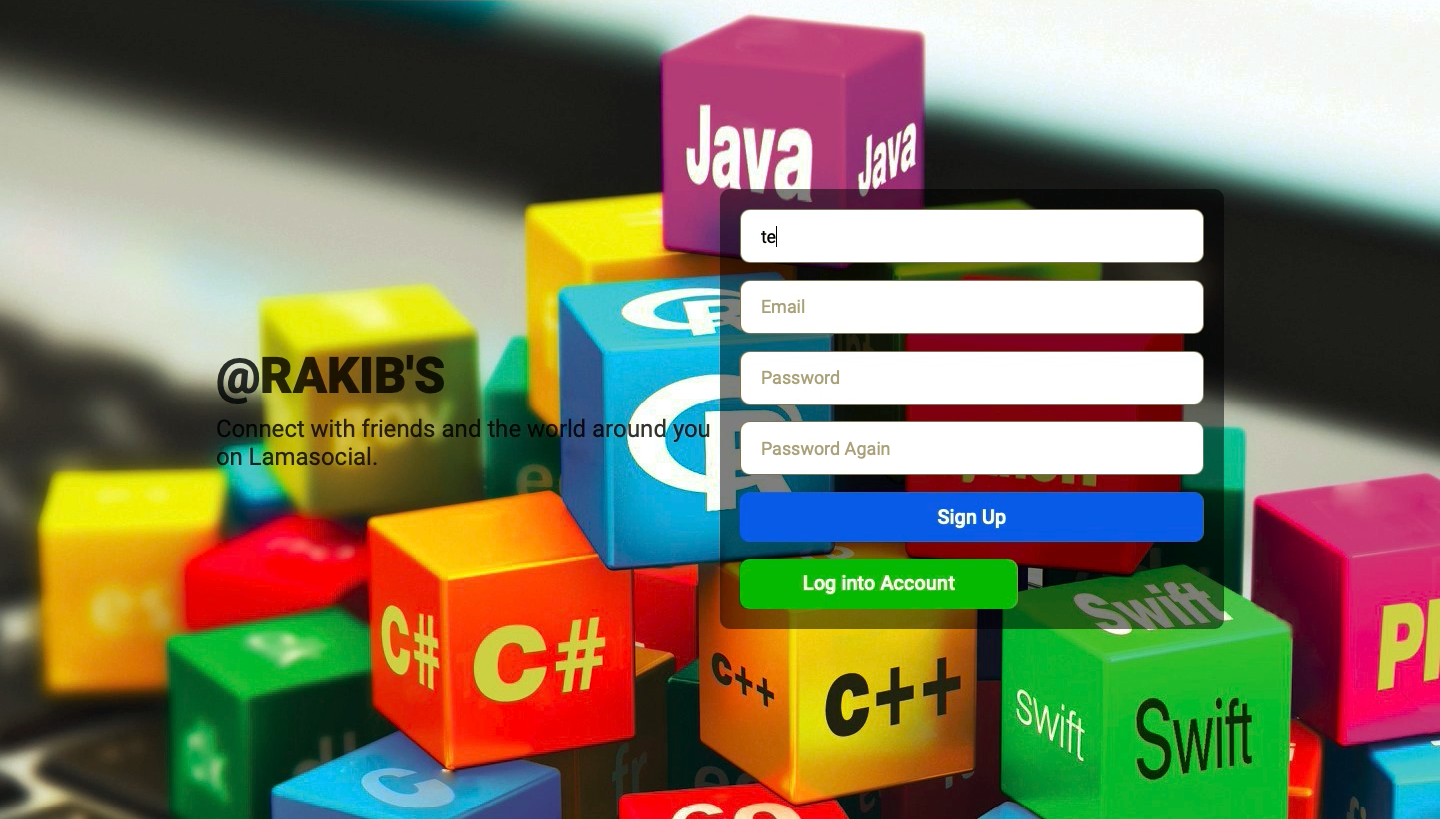 Java
Java
te
Email
R
@RAKIB'S
R
Password
Connect with friends and the world around you
on Lamasocial.
Password Again
Sign Up
Log into Account
Swift
C#
C#
C++
C++
Swift
Swift
G
fr